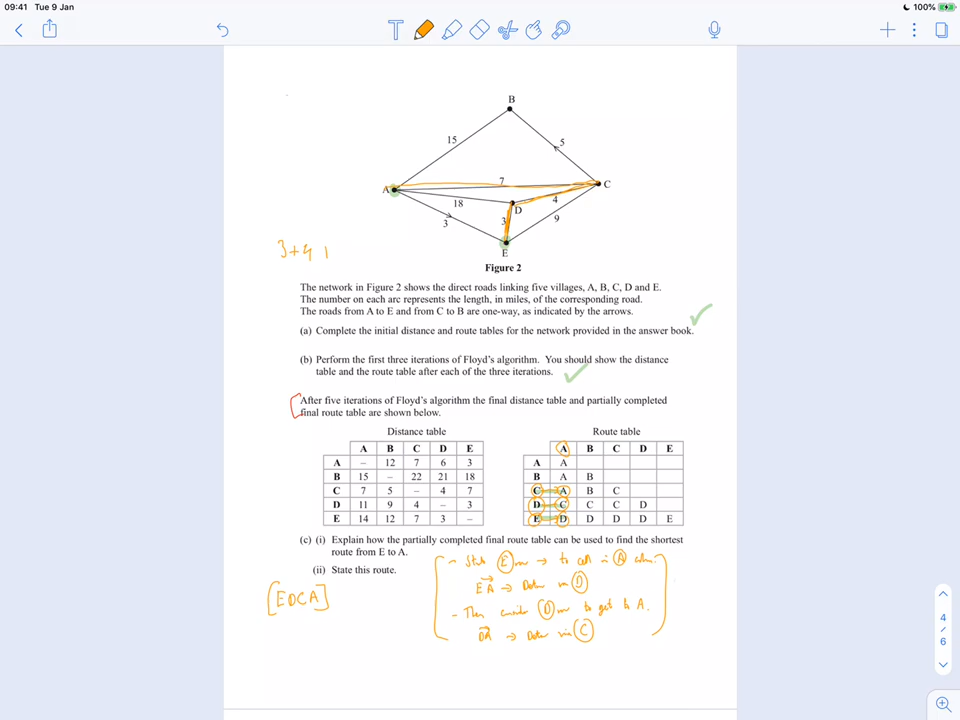 09:41 Tue 9 Jan
100%
B
15
5
A
7
C
18
D
4
3
3
9
E
3+4
Figure 2
The network in Figure 2 shows the direct roads linking five villages, A, B, C, D and E.
The number on each arc represents the length, in miles, of the corresponding road.
The roads from A to E and from C to B are one-way, as indicated by the arrows.
(a) Complete the initial distance and route tables for the network provided in the answer book.
(b) Perform the first three iterations of Floyd's algorithm. You should show the distance
table and the route table after each of the three iterations.
After five iterations of Floyd's algorithm the final distance table and partially completed
final route table are shown below.
Distance table
A B C D E
A – 12 7 6 3
B 15 – 22 21 18
C 7 5 – 4 7
D 11 9 4 – 3
E 14 12 7 3 –
Route table
A B C D E
A A
B A B
C A B C
D C C C D
E D D D D E
(c) (i) Explain how the partially completed final route table can be used to find the shortest
route from E to A.
(ii) State this route.
[EDCA]
- E row → to cell in A
EA → D
- Then consider D row to get to A.
DA → via C
4
/
6